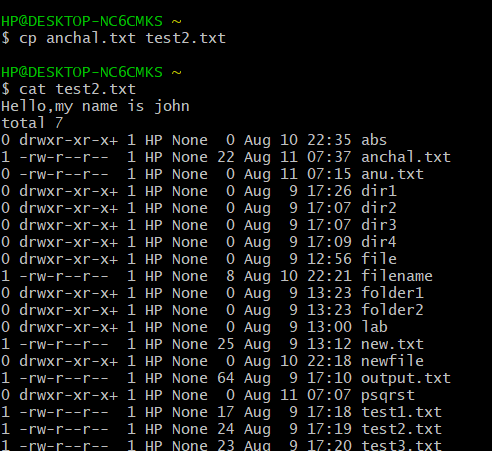 HP@DESKTOP-NC6CMKS ~
$ cp anchal.txt test2.txt
HP@DESKTOP-NC6CMKS ~
$ cat test2.txt
Hello,my name is john
total 7
0 drwxr-xr-x+ 1 HP None  0 Aug 10 22:35 abs
1 -rw-r--r--  1 HP None 22 Aug 11 07:37 anchal.txt
0 -rw-r--r--  1 HP None  0 Aug 11 07:15 anu.txt
0 drwxr-xr-x+ 1 HP None  0 Aug  9 17:26 dir1
0 drwxr-xr-x+ 1 HP None  0 Aug  9 17:07 dir2
0 drwxr-xr-x+ 1 HP None  0 Aug  9 17:07 dir3
0 drwxr-xr-x+ 1 HP None  0 Aug  9 17:09 dir4
0 drwxr-xr-x+ 1 HP None  0 Aug  9 12:56 file
1 -rw-r--r--  1 HP None  8 Aug 10 22:21 filename
0 drwxr-xr-x+ 1 HP None  0 Aug  9 13:23 folder1
0 drwxr-xr-x+ 1 HP None  0 Aug  9 13:23 folder2
0 drwxr-xr-x+ 1 HP None  0 Aug  9 13:00 lab
1 -rw-r--r--  1 HP None 25 Aug  9 13:12 new.txt
0 drwxr-xr-x+ 1 HP None  0 Aug 10 22:18 newfile
1 -rw-r--r--  1 HP None 64 Aug  9 17:10 output.txt
0 drwxr-xr-x+ 1 HP None  0 Aug 11 07:07 psqrst
1 -rw-r--r--  1 HP None 17 Aug  9 17:18 test1.txt
1 -rw-r--r--  1 HP None 24 Aug  9 17:19 test2.txt
1 -rw-r--r--  1 HP None 23 Aug  9 17:20 test3.txt